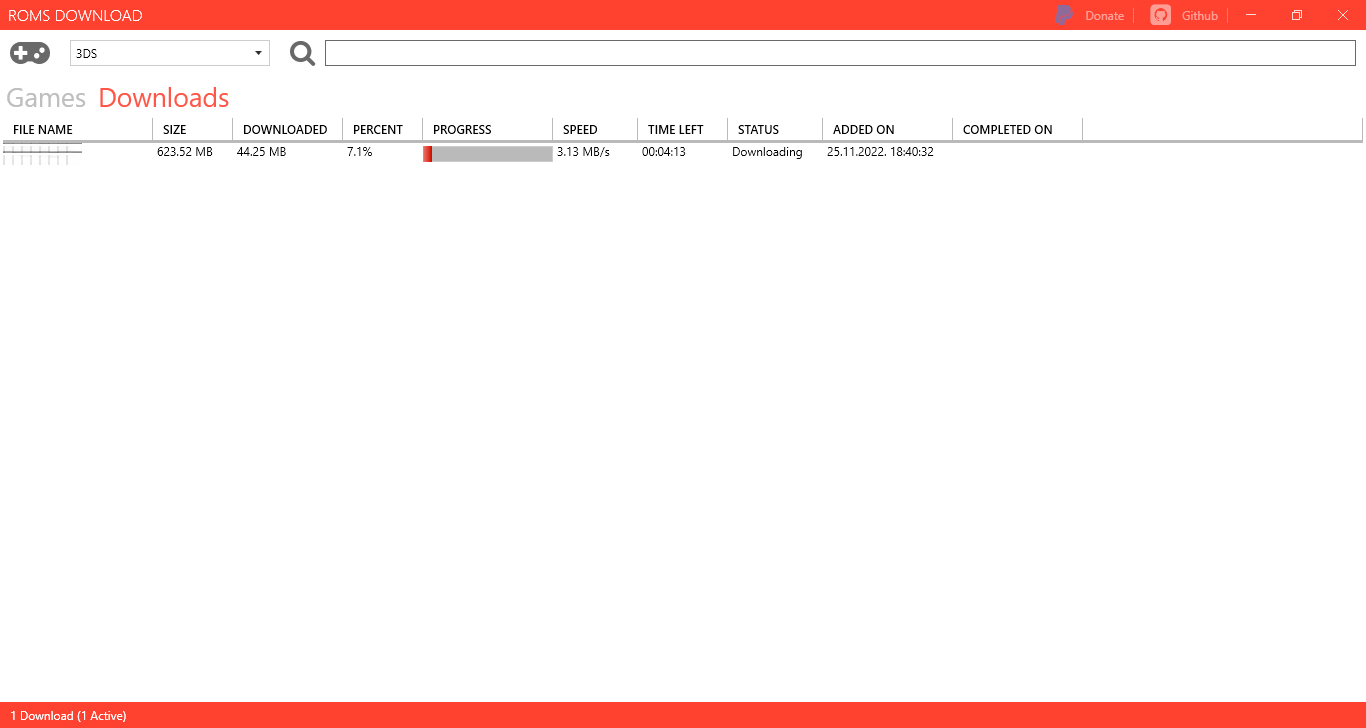 ROMS DOWNLOAD Donate Github
3DS
Games Downloads
FILE NAME SIZE DOWNLOADED PERCENT PROGRESS SPEED TIME LEFT STATUS ADDED ON COMPLETED ON
623.52 MB 44.25 MB 7.1% 3.13 MB/s 00:04:13 Downloading 25.11.2022. 18:40:32
1 Download (1 Active)